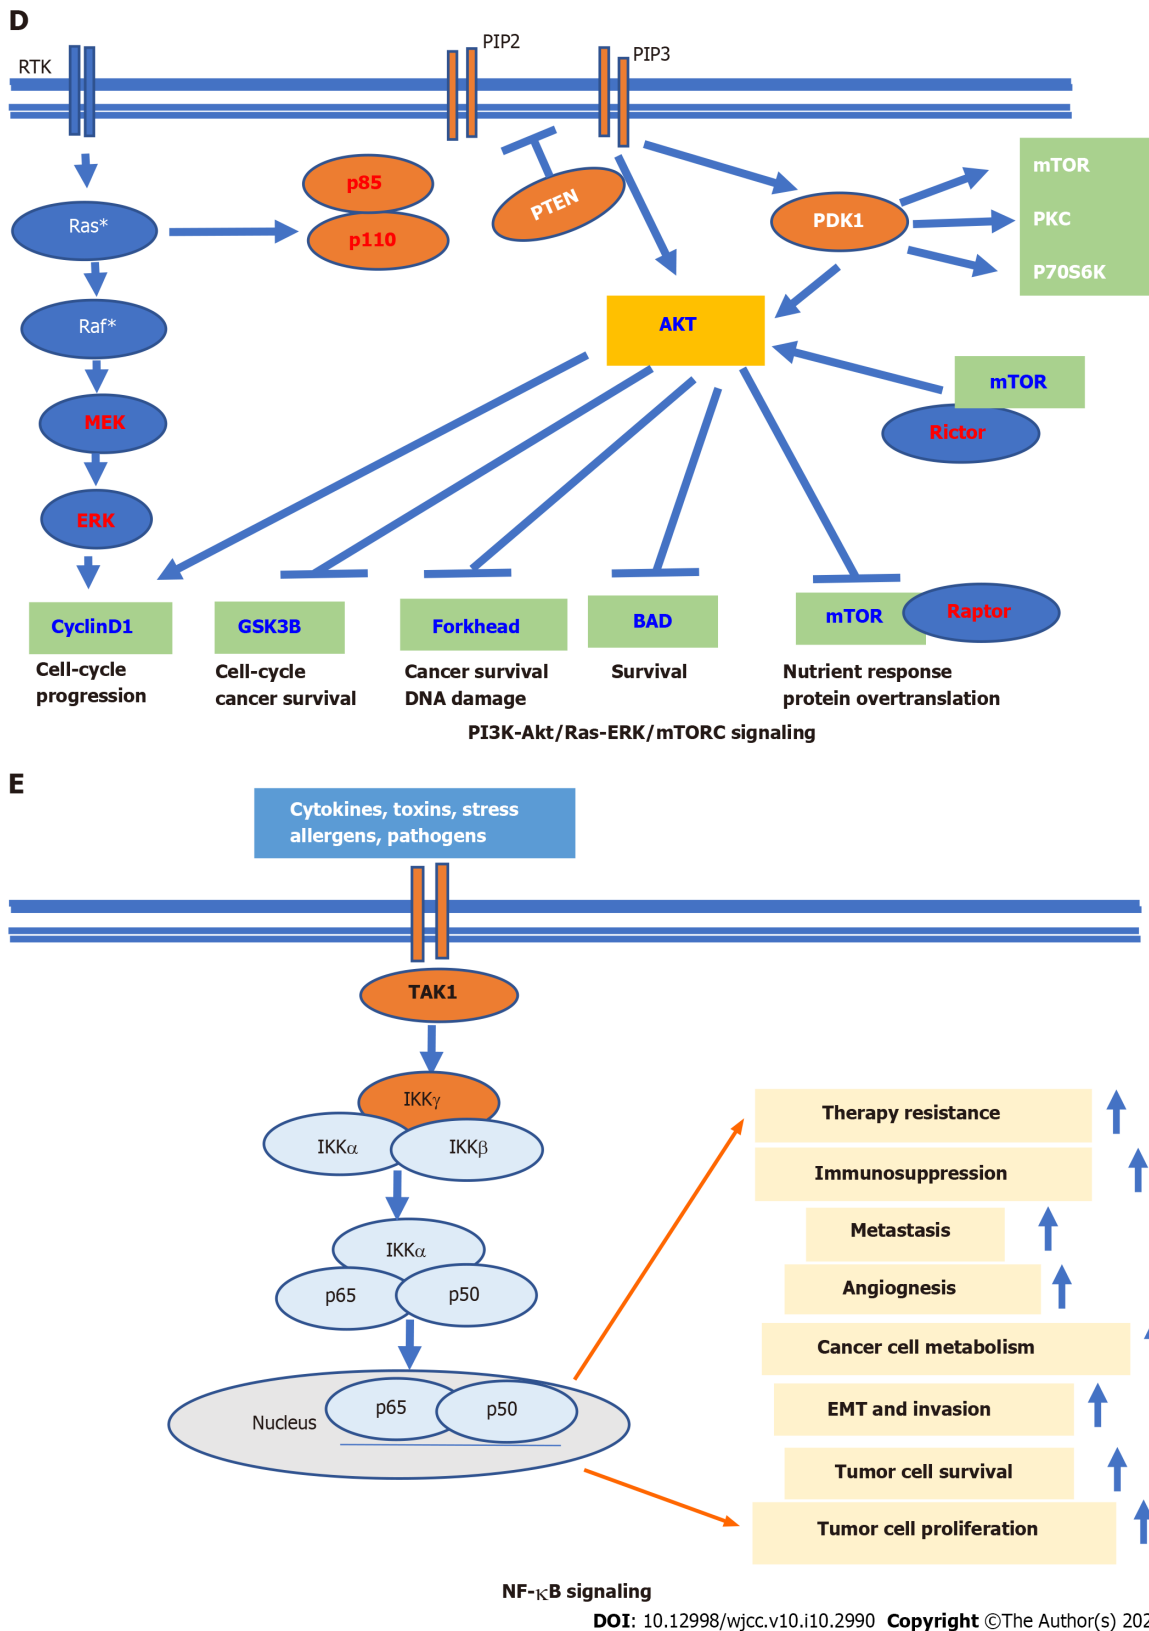 D
RTK
PIP2
PIP3
p85
p110
PTEN
PDK1
mTOR
PKC
P70S6K
Ras*
Raf*
MEK
ERK
AKT
mTOR
Rictor
CyclinD1
GSK3B
Forkhead
BAD
mTOR
Raptor
Cell-cycle
progression
Cell-cycle
cancer survival
Cancer survival
DNA damage
Survival
Nutrient response
protein overtranslation
PI3K-Akt/Ras-ERK/mTORC signaling
E
Cytokines, toxins, stress
allergens, pathogens
TAK1
IKKγ
IKKα
IKKβ
IKKα
p65
p50
Nucleus
p65
p50
Therapy resistance
Immunosuppression
Metastasis
Angiognesis
Cancer cell metabolism
EMT and invasion
Tumor cell survival
Tumor cell proliferation
NF-κB signaling
DOI: 10.12998/wjcc.v10.i10.2990 Copyright ©The Author(s) 202